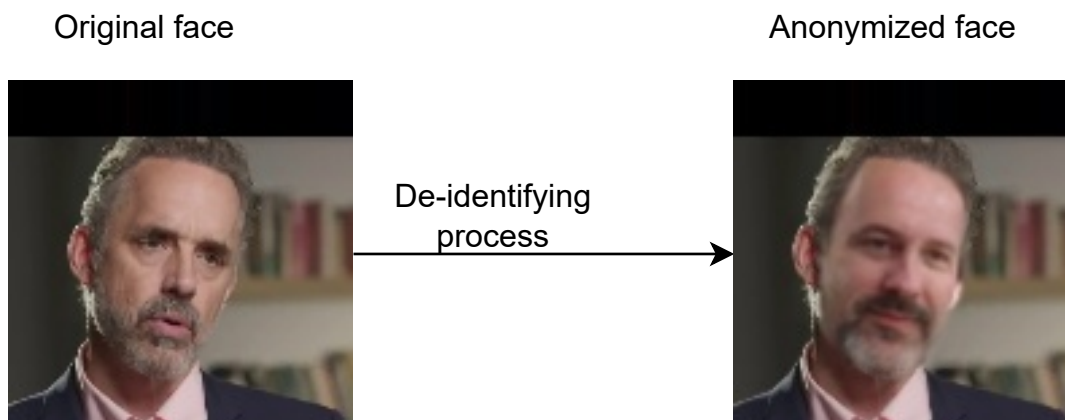 Original face
Anonymized face
De-identifying
process